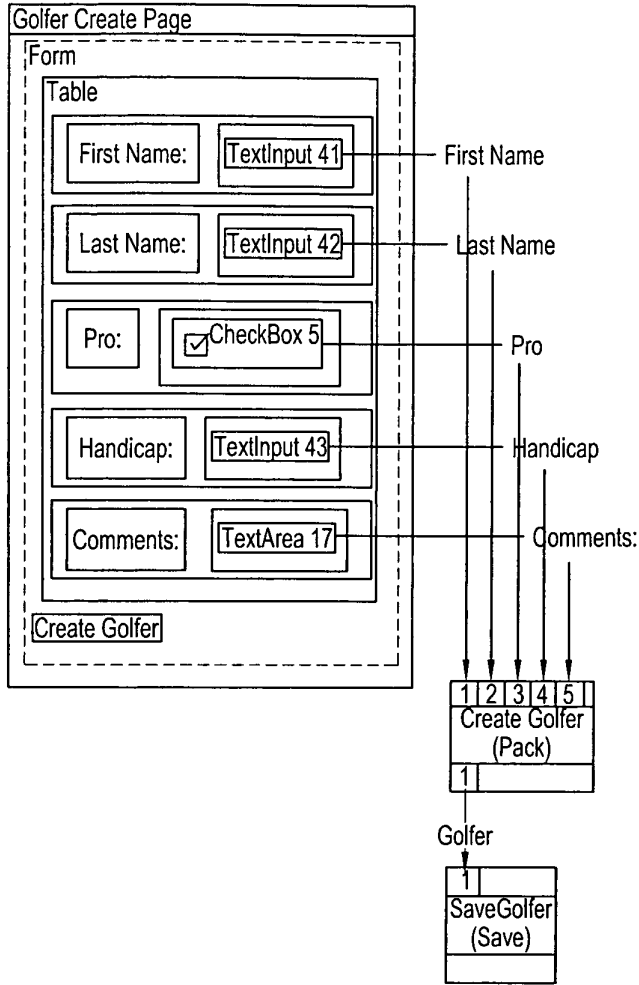 Golfer Create Page
Form
Table
First Name: TextInput 41 First Name
Last Name: TextInput 42 Last Name
Pro: CheckBox 5 Pro
Handicap: TextInput 43 Handicap
Comments: TextArea 17 Comments:
Create Golfer
1 2 3 4 5
Create Golfer
(Pack)
1
Golfer
1
SaveGolfer
(Save)